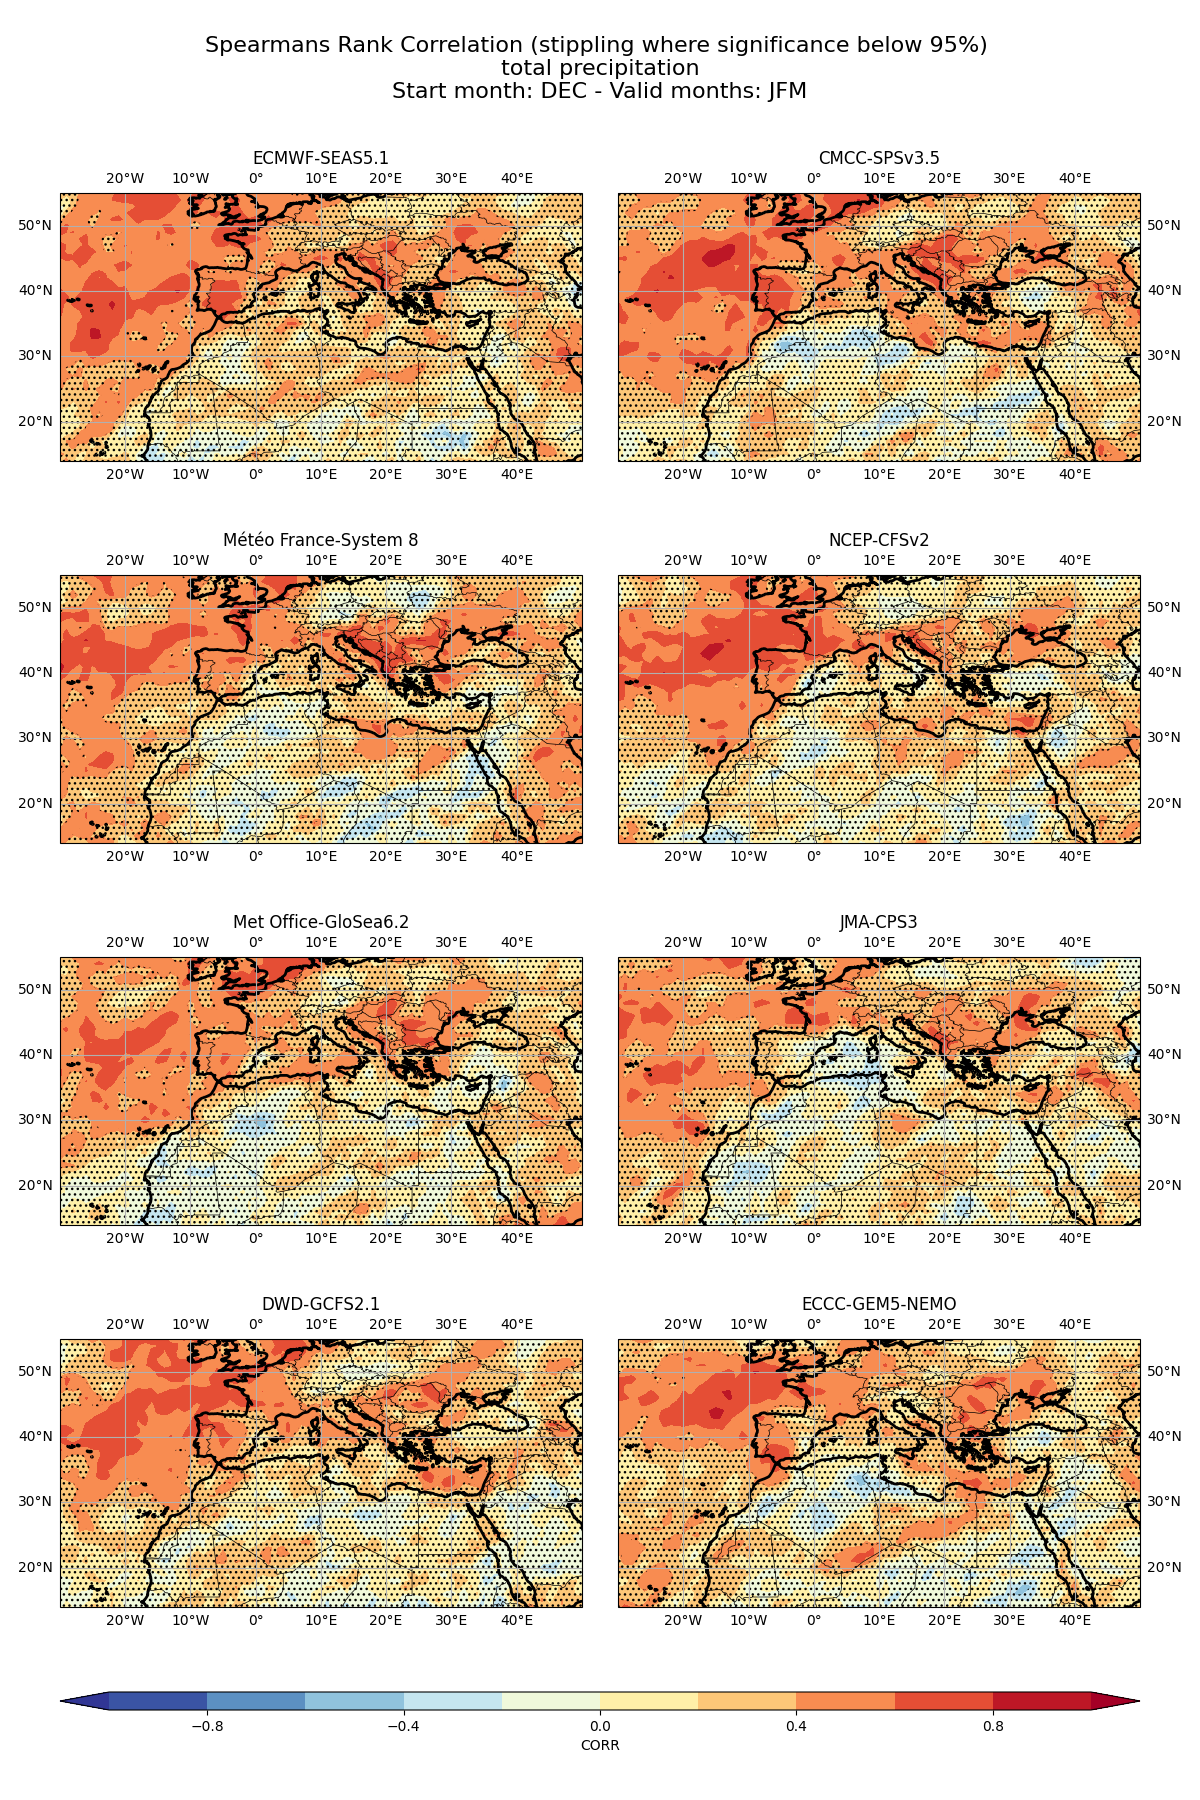 Spearmans Rank Correlation (stippling where significance below 95%)
total precipitation
Start month: DEC - Valid months: JFM
ECMWF-SEAS5.1
CMCC-SPSv3.5
20°W 10°W 0° 10°E 20°E 30°E 40°E
20°W 10°W 0° 10°E 20°E 30°E 40°E
50°N
50°N
40°N
40°N
30°N
30°N
20°N
20°N
20°W 10°W 0° 10°E 20°E 30°E 40°E
20°W 10°W 0° 10°E 20°E 30°E 40°E
Météo France-System 8
NCEP-CFSv2
20°W 10°W 0° 10°E 20°E 30°E 40°E
20°W 10°W 0° 10°E 20°E 30°E 40°E
50°N
50°N
40°N
40°N
30°N
30°N
20°N
20°N
20°W 10°W 0° 10°E 20°E 30°E 40°E
20°W 10°W 0° 10°E 20°E 30°E 40°E
Met Office-GloSea6.2
JMA-CPS3
20°W 10°W 0° 10°E 20°E 30°E 40°E
20°W 10°W 0° 10°E 20°E 30°E 40°E
50°N
50°N
40°N
40°N
30°N
30°N
20°N
20°N
20°W 10°W 0° 10°E 20°E 30°E 40°E
20°W 10°W 0° 10°E 20°E 30°E 40°E
DWD-GCFS2.1
ECCC-GEM5-NEMO
20°W 10°W 0° 10°E 20°E 30°E 40°E
20°W 10°W 0° 10°E 20°E 30°E 40°E
50°N
50°N
40°N
40°N
30°N
30°N
20°N
20°N
20°W 10°W 0° 10°E 20°E 30°E 40°E
20°W 10°W 0° 10°E 20°E 30°E 40°E
−0.8 −0.4 0.0 0.4 0.8
CORR